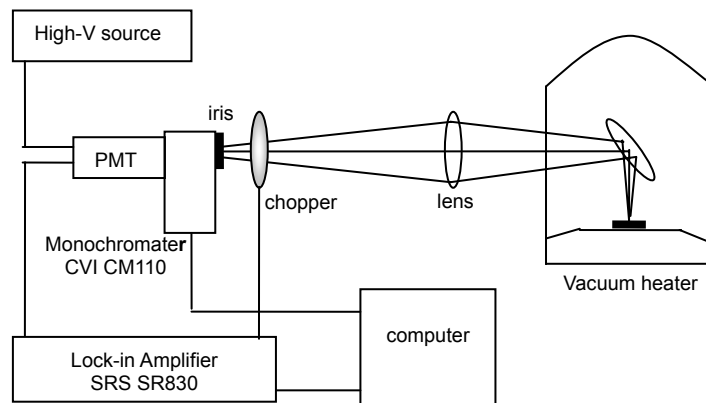 High-V source
iris
PMT
chopper
lens
Monochromater
CVI CM110
Vacuum heater
computer
Lock-in Amplifier
SRS SR830